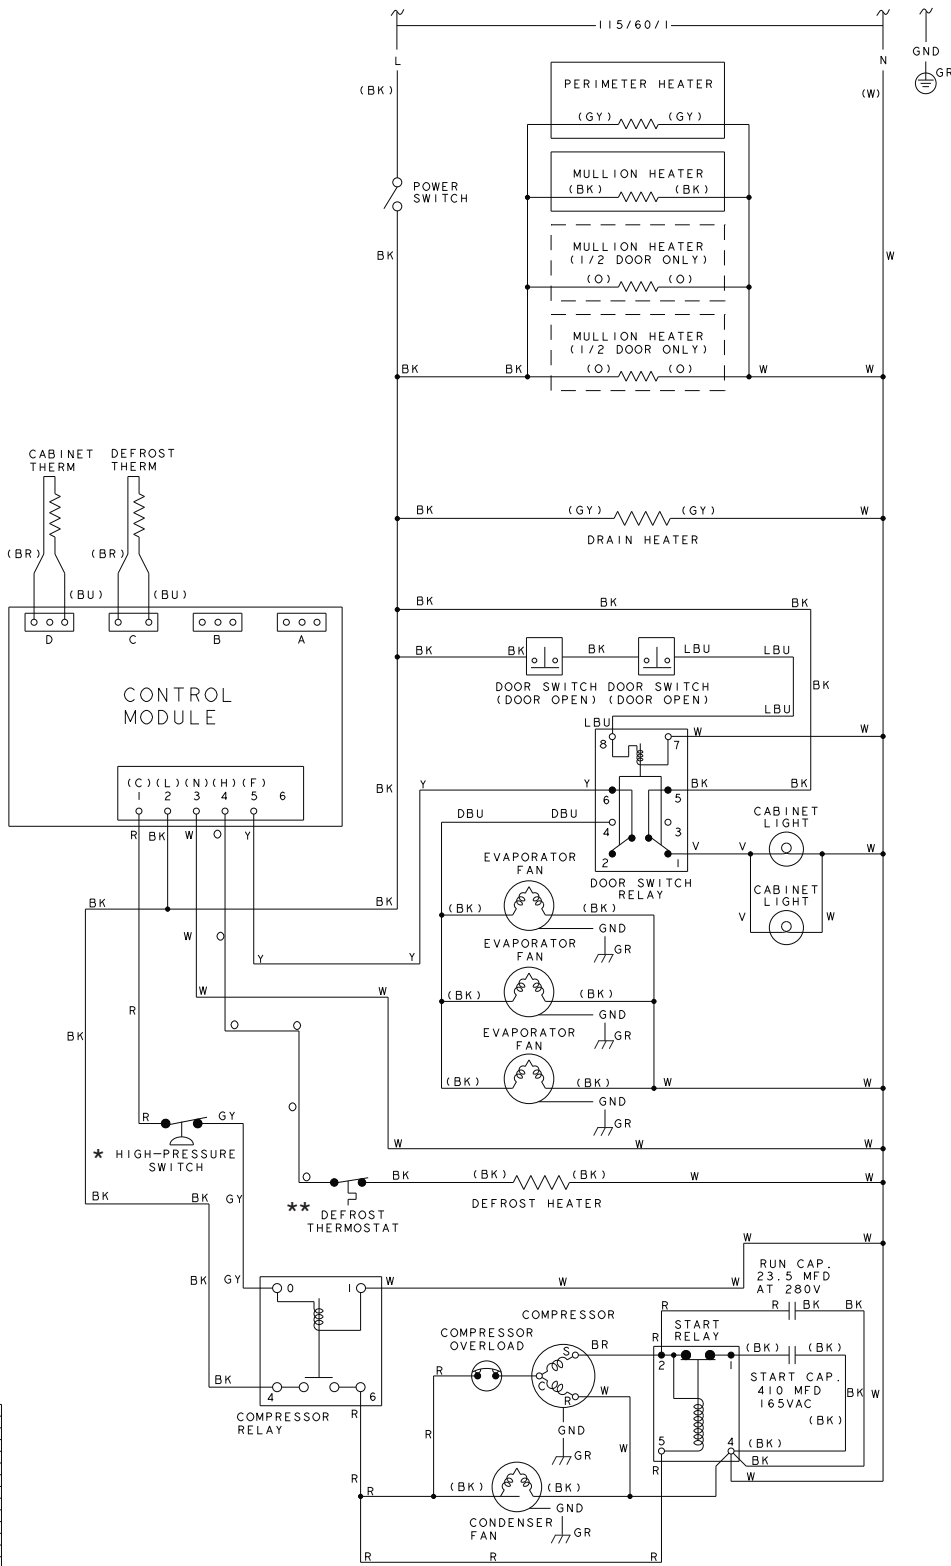 115/60/1
GND
GR
L
N
(BK)
(W)
PERIMETER HEATER
(GY) (GY)
MULLION HEATER
(BK) (BK)
POWER
SWITCH
BK
W
MULLION HEATER
(1/2 DOOR ONLY)
(O) (O)
MULLION HEATER
(1/2 DOOR ONLY)
BK BK (O) (O) W W
CABINET
THERM
DEFROST
THERM
BK (GY) (GY) W
DRAIN HEATER
(BR) (BR)
(BU) (BU)
D C B A
BK BK BK
BK BK BK LBU LBU
DOOR SWITCH
(DOOR OPEN)
DOOR SWITCH
(DOOR OPEN)
BK
CONTROL
MODULE
LBU
LBU
8 7 W
(C) (L) (N) (H) (F)
1 2 3 4 5 6
BK
Y Y 6 5 BK BK
DBU DBU 4 3
R BK W O Y
2 1 V V W
CABINET
LIGHT
CABINET
LIGHT
V W
DOOR SWITCH
RELAY
EVAPORATOR
FAN
BK BK
(BK) (BK)
GND
GR
W O
Y Y
EVAPORATOR
FAN
W W
(BK) (BK)
GND
GR
R
O O
BK
EVAPORATOR
FAN
(BK) (BK) W W
GND
GR
O
R GY
* HIGH-PRESSURE
SWITCH
W W W
O BK (BK) (BK) W W
** DEFROST
THERMOSTAT
DEFROST HEATER
BK BK GY
W W
BK GY
0 1 W W W
RUN CAP.
23.5 MFD
AT 280V
R R BK BK
COMPRESSOR
COMPRESSOR
OVERLOAD
START
RELAY
S BR R
2 1 (BK) (BK)
R C
R W
START CAP.
410 MFD
165VAC
BK W
(BK)
BK
4 6
COMPRESSOR
RELAY
R
GND
GR
R W
5 4 (BK)
BK
R W
R
R (BK) (BK)
GND
CONDENSER
FAN
GR
R R R